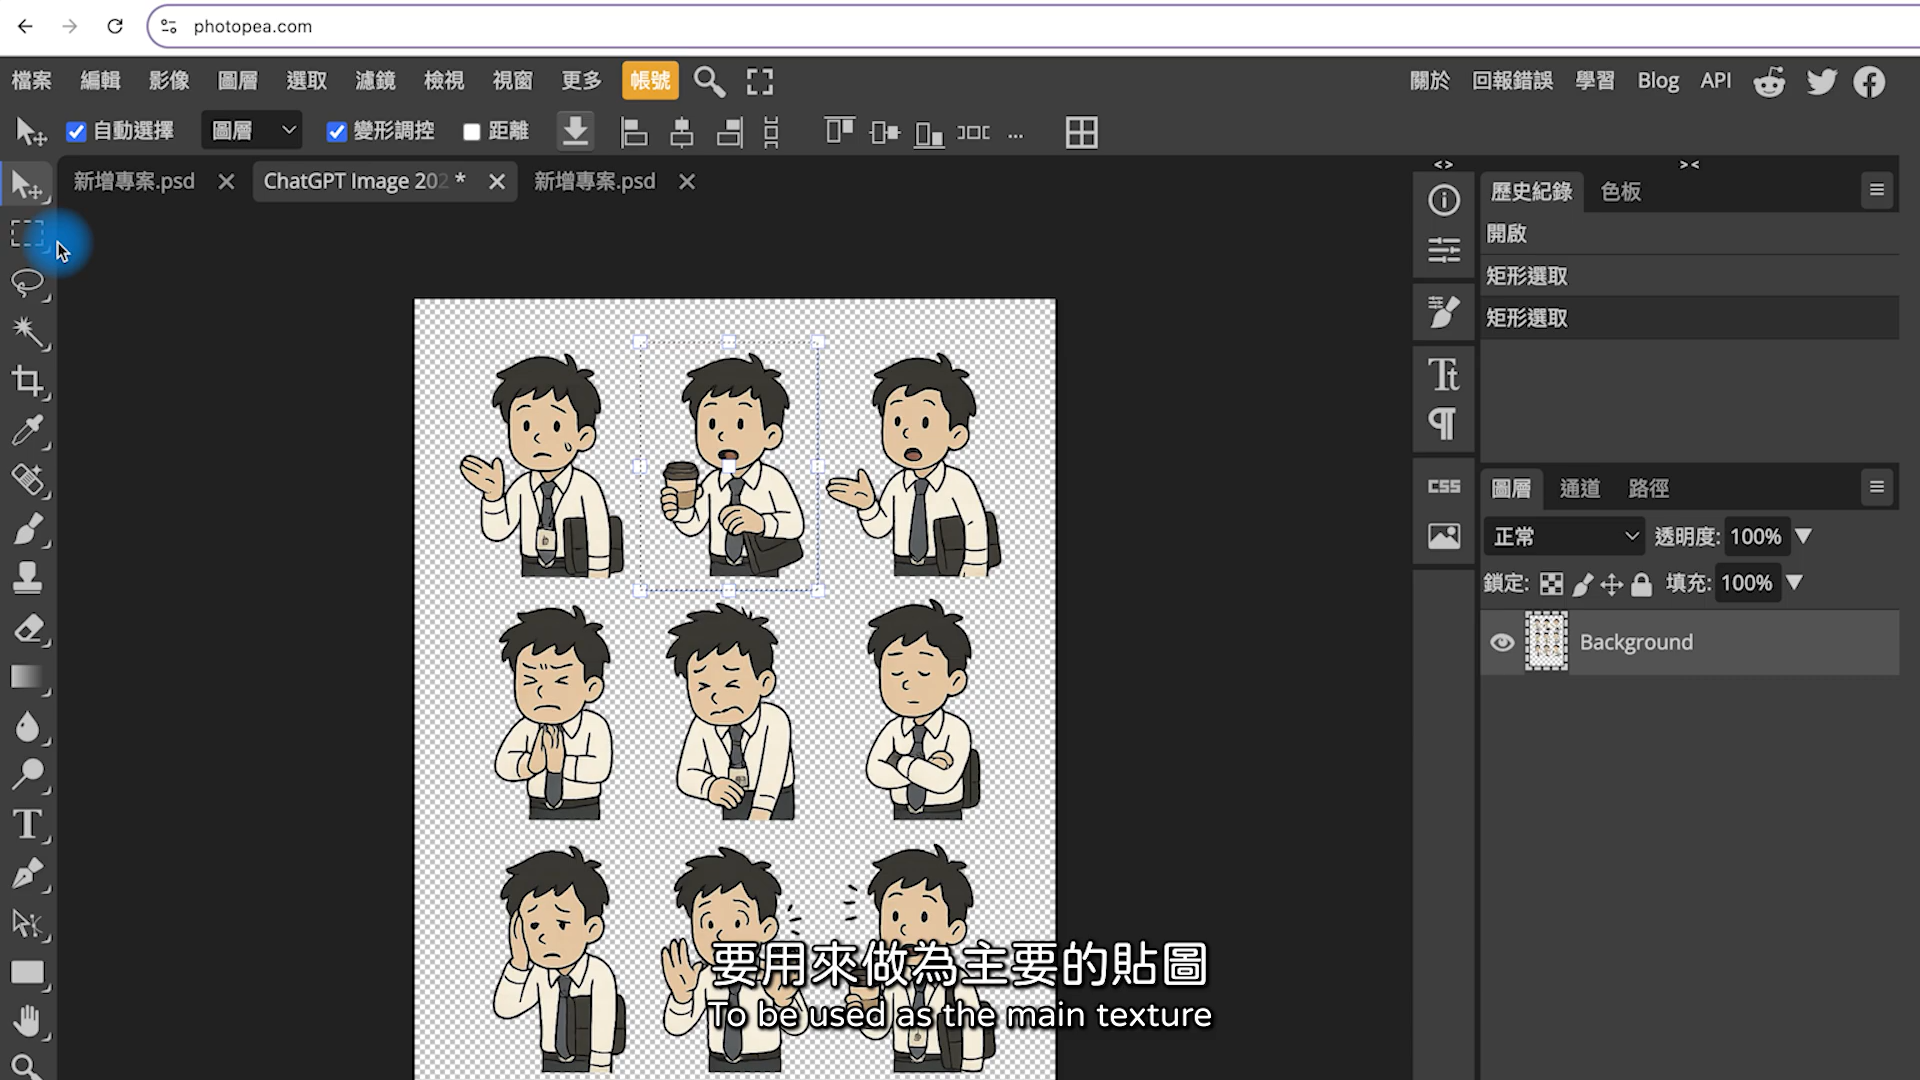 photopea.com
檔案 編輯 影像 圖層 選取 濾鏡 檢視 視窗 更多 帳號
關於 回報錯誤 學習 Blog API
自動選擇 圖層 變形調控 距離 ...
新增專案.psd ChatGPT Image 202 * 新增專案.psd
歷史紀錄 色板
開啟
矩形選取
矩形選取
CSS
圖層 通道 路徑
正常 透明度: 100%
鎖定: 填充: 100%
Background
要用來做為主要的貼圖
To be used as the main texture